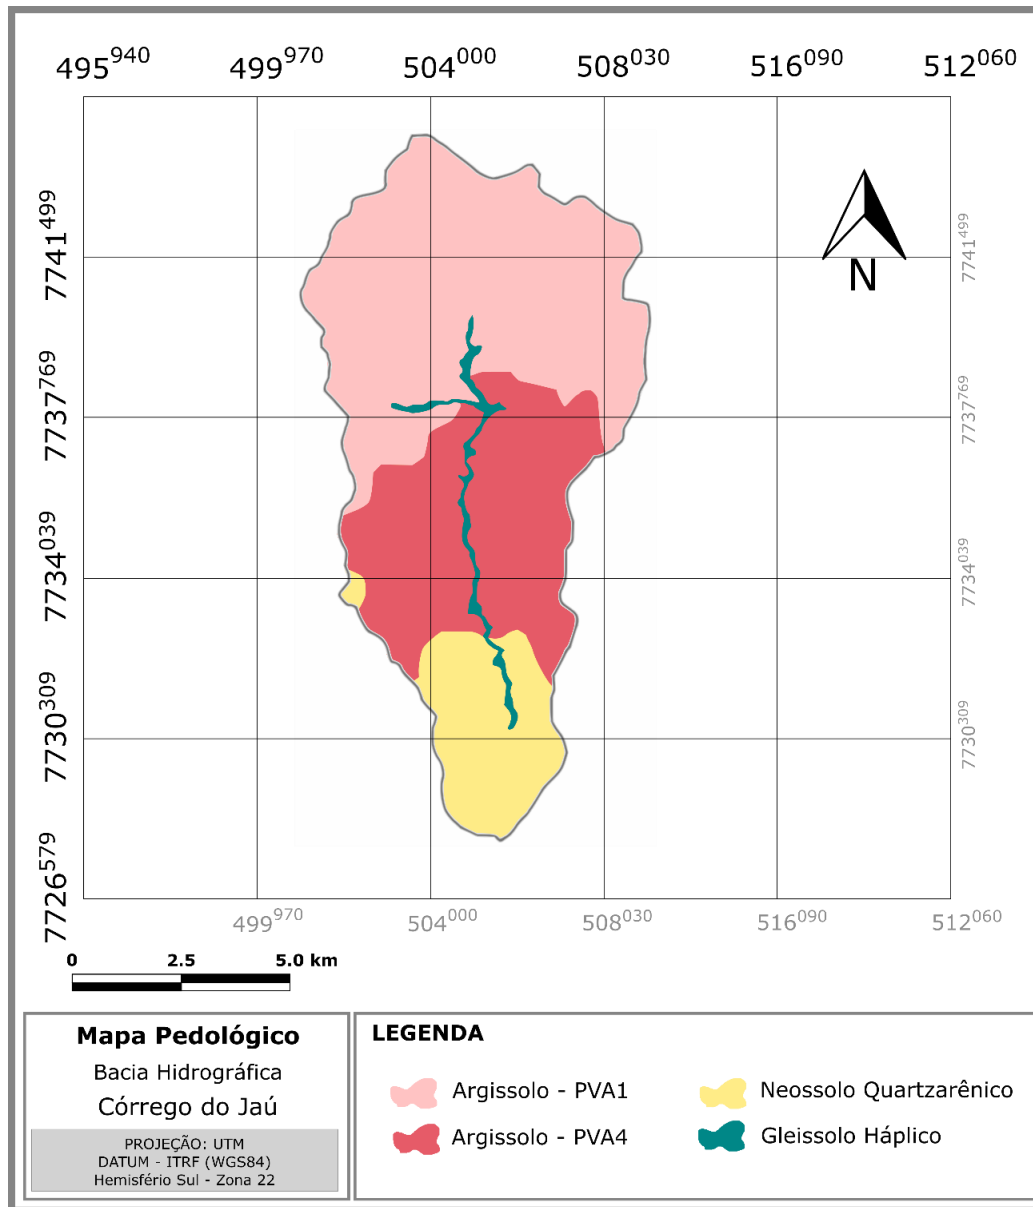 495940 499970 504000 508030 516090 512060
7741499
7741499
7737769
7737769
7734039
7734039
7730309
7730309
7726579
N
499970 504000 508030 516090 512060
0 2.5 5.0 km
Mapa Pedológico
Bacia Hidrográfica
Córrego do Jaú
PROJEÇÃO: UTM
DATUM - ITRF (WGS84)
Hemisfério Sul - Zona 22
LEGENDA
Argissolo - PVA1
Argissolo - PVA4
Neossolo Quartzarênico
Gleissolo Háplico